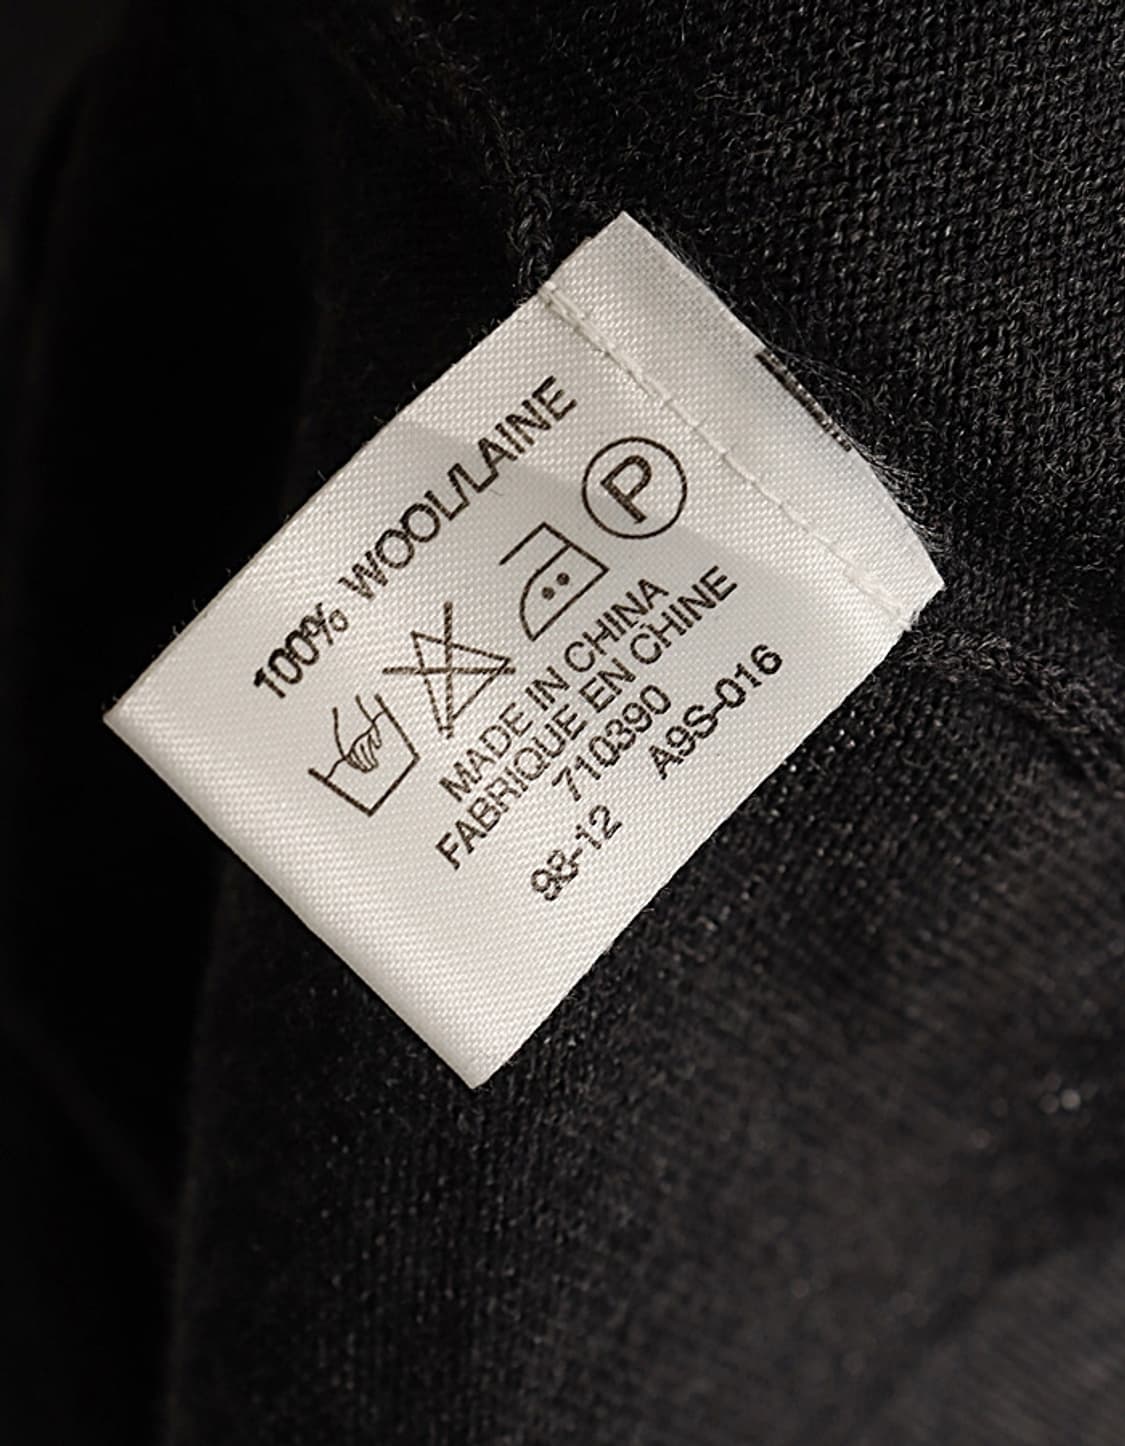 100% WOOL/LAINE
P
MADE IN CHINA
FABRIQUE EN CHINE
710390
98-12 A9S-016